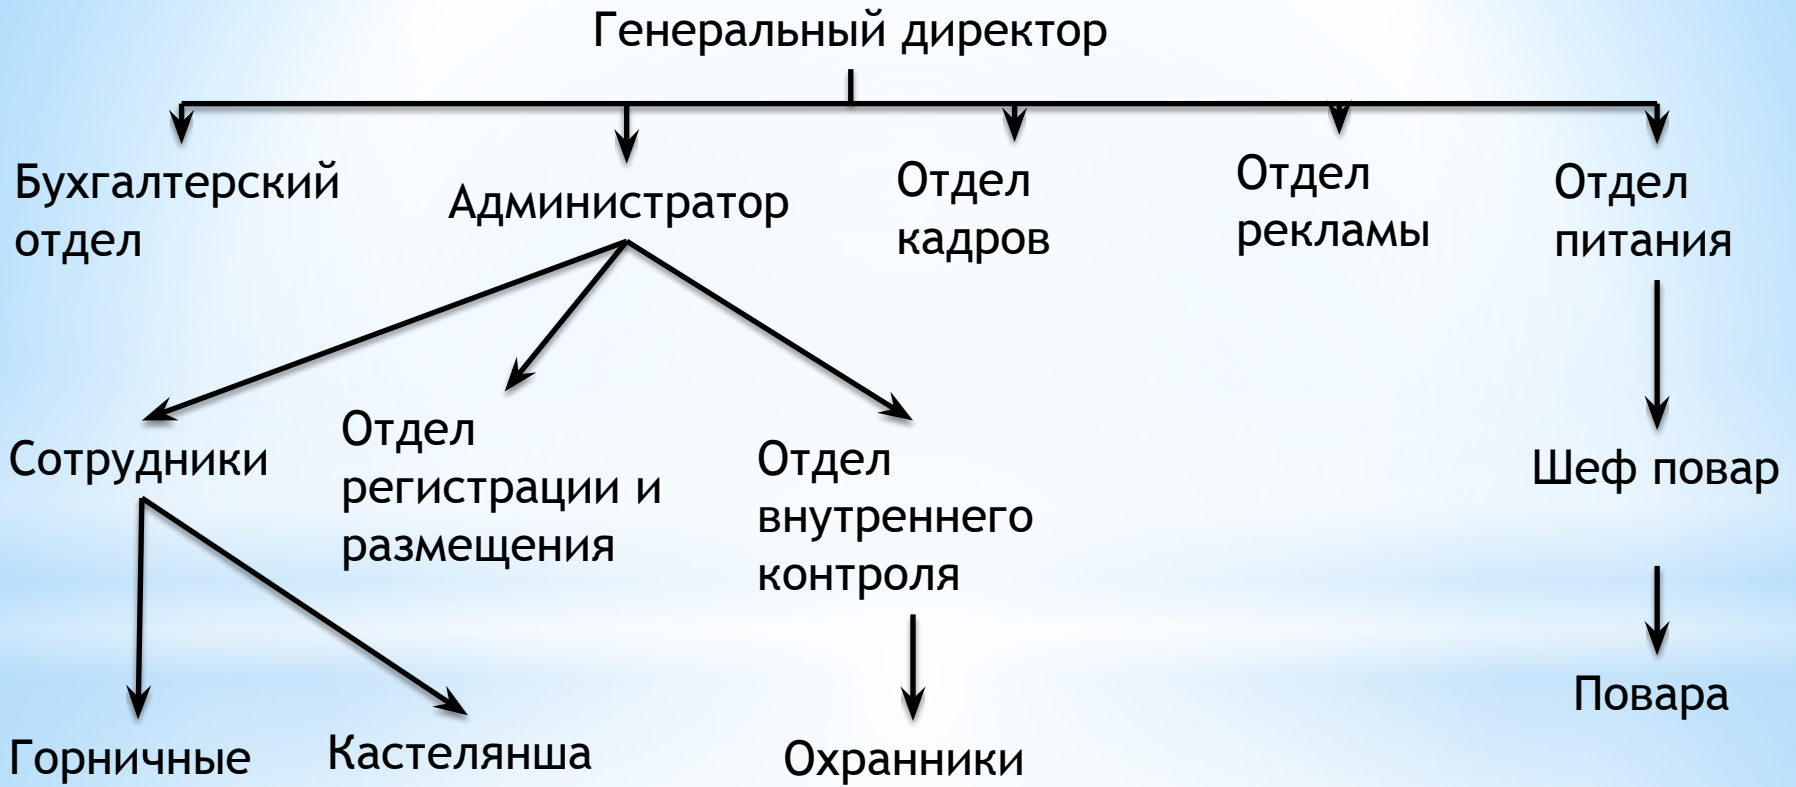 Генеральный директор
Бухгалтерский
отдел
Администратор
Отдел
кадров
Отдел
рекламы
Отдел
питания
Сотрудники
Отдел
регистрации и
размещения
Отдел
внутреннего
контроля
Шеф повар
Горничные
Кастелянша
Охранники
Повара